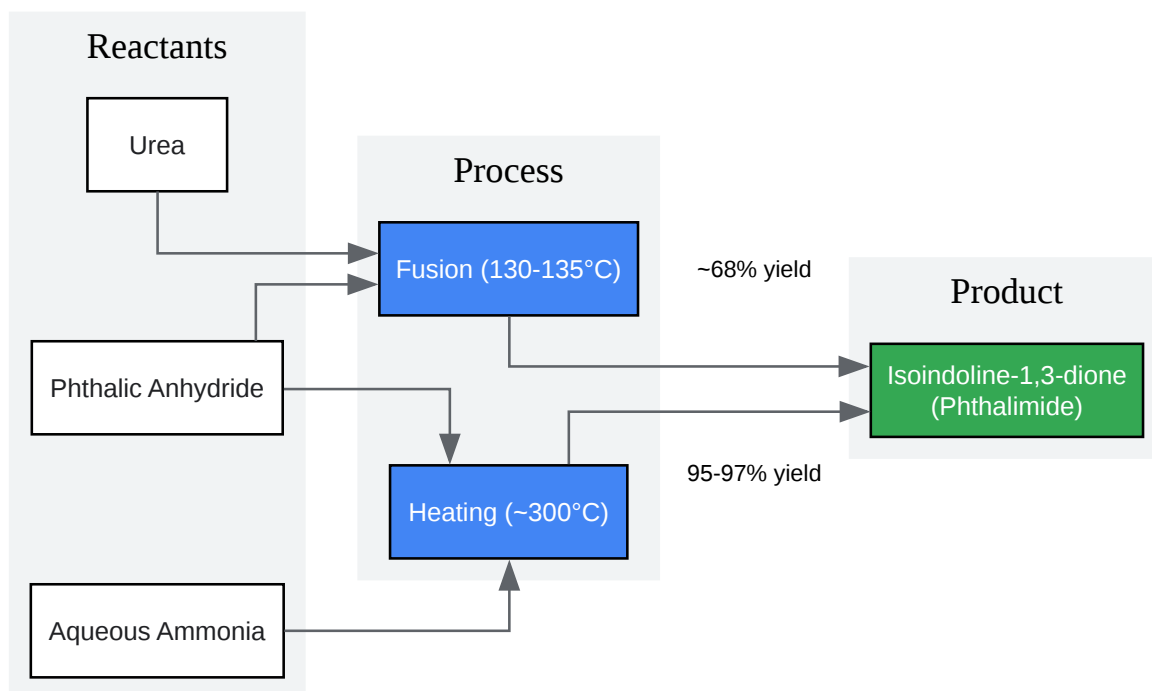 Reactants
Urea
Phthalic Anhydride
Aqueous Ammonia
Process
Fusion (130-135°C)
Heating (~300°C)
~68% yield
95-97% yield
Product
Isoindoline-1,3-dione
(Phthalimide)